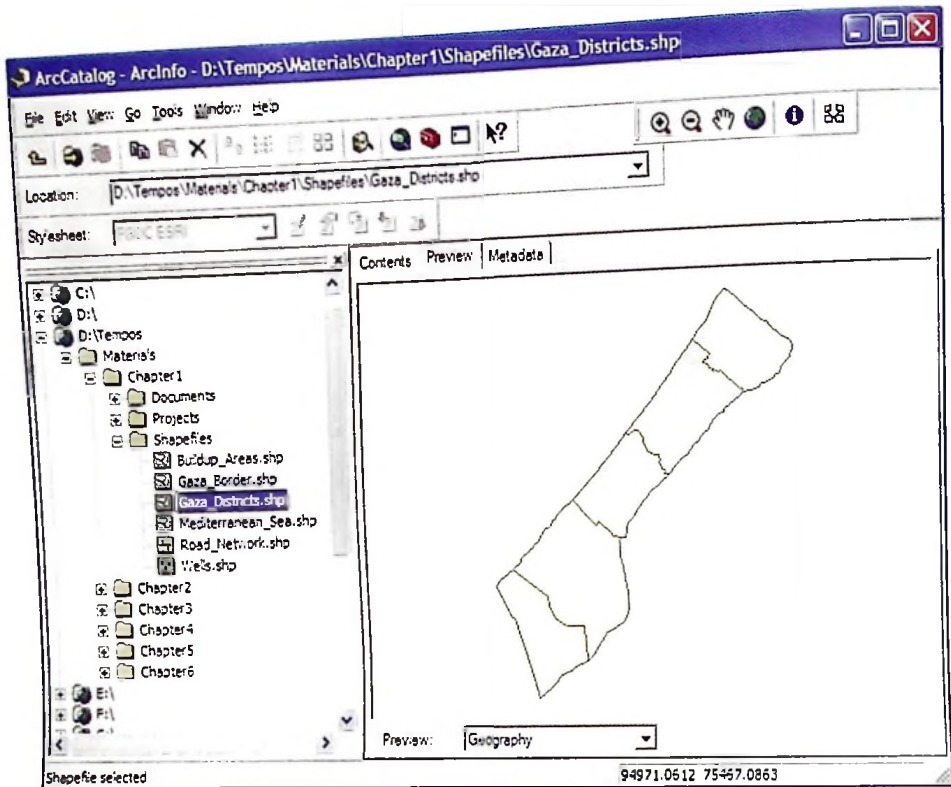 ArcCatalog - ArcInfo - D:\Tempos\Materials\Chapter1\Shapefiles\Gaza_Districts.shp
File Edit View Go Tools Window Help
Location: D:\Tempos\Materials\Chapter1\Shapefiles\Gaza_Districts.shp
Stylesheet: FGDC ESRI
Contents Preview Metadata
C:\
D:\
D:\Tempos
Materials
Chapter1
Documents
Projects
Shapefiles
Buildup_Areas.shp
Gaza_Border.shp
Gaza_Districts.shp
Mediterranean_Sea.shp
Road_Network.shp
Wells.shp
Chapter2
Chapter3
Chapter4
Chapter5
Chapter6
E:\
F:\
Preview: Geography
Shapefile selected
94971.0612 75467.0863